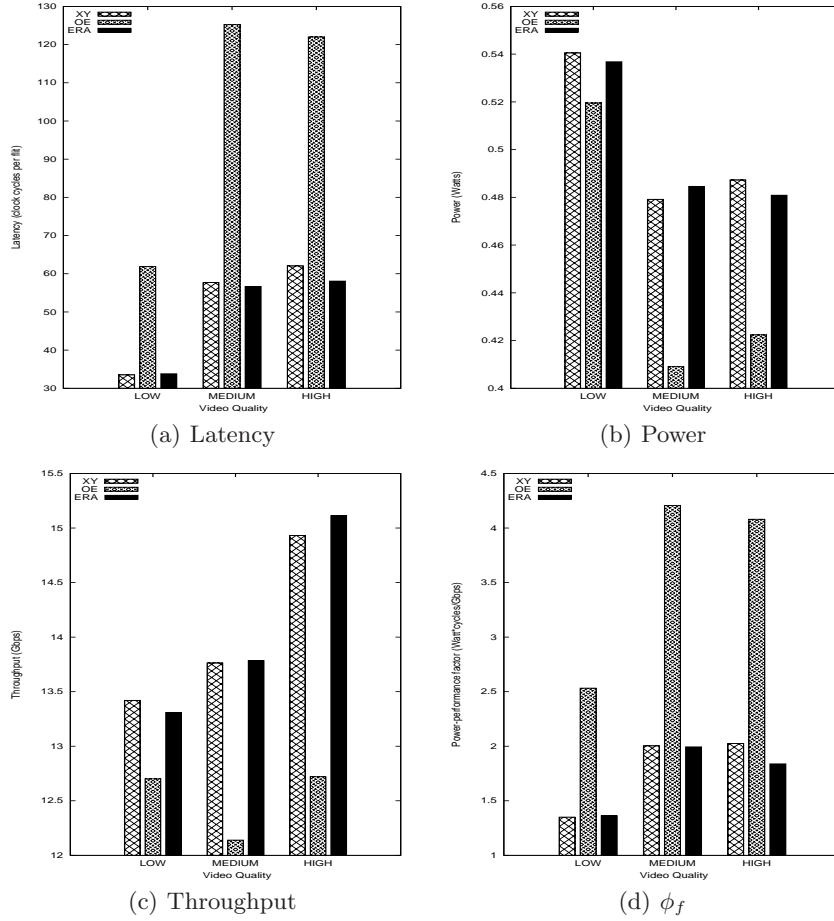 XY
OE
ERA
130
120
110
100
90
80
70
60
50
40
30
Latency (clock cycles per flit)
LOW MEDIUM HIGH
Video Quality
(a) Latency
XY
OE
ERA
0.56
0.54
0.52
0.5
0.48
0.46
0.44
0.42
0.4
Power (Watts)
LOW MEDIUM HIGH
Video Quality
(b) Power
XY
OE
ERA
15.5
15
14.5
14
13.5
13
12.5
12
Throughput (Gbps)
LOW MEDIUM HIGH
Video Quality
(c) Throughput
XY
OE
ERA
4.5
4
3.5
3
2.5
2
1.5
1
Power-performance factor (Watt*cycles/Gbps)
LOW MEDIUM HIGH
Video Quality
(d) ϕ_f